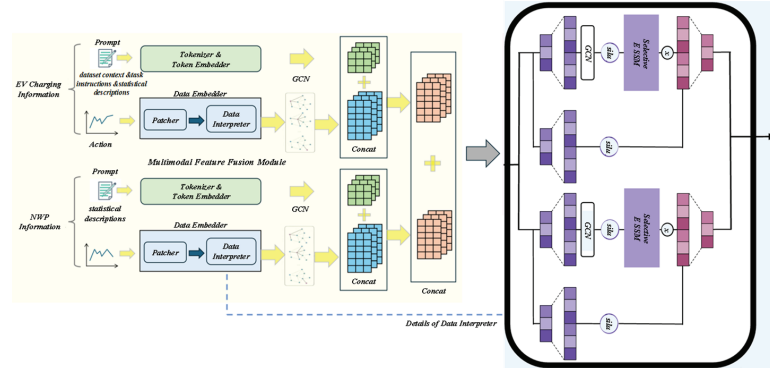 Prompt
dataset context &task
instructions &statistical
descriptions
EV Charging
Information
Action
Tokenizer &
Token Embedder
Data Embedder
Patcher
Data
Interpreter
GCN
Concat
Multimodal Feature Fusion Module
Prompt
statistical
descriptions
NWP
Information
Tokenizer &
Token Embedder
Data Embedder
Patcher
Data
Interpreter
GCN
Concat
Concat
Details of Data Interpreter
GCN
silu
Selective
E SSM
x
silu
GCN
silu
Selective
E SSM
x
silu